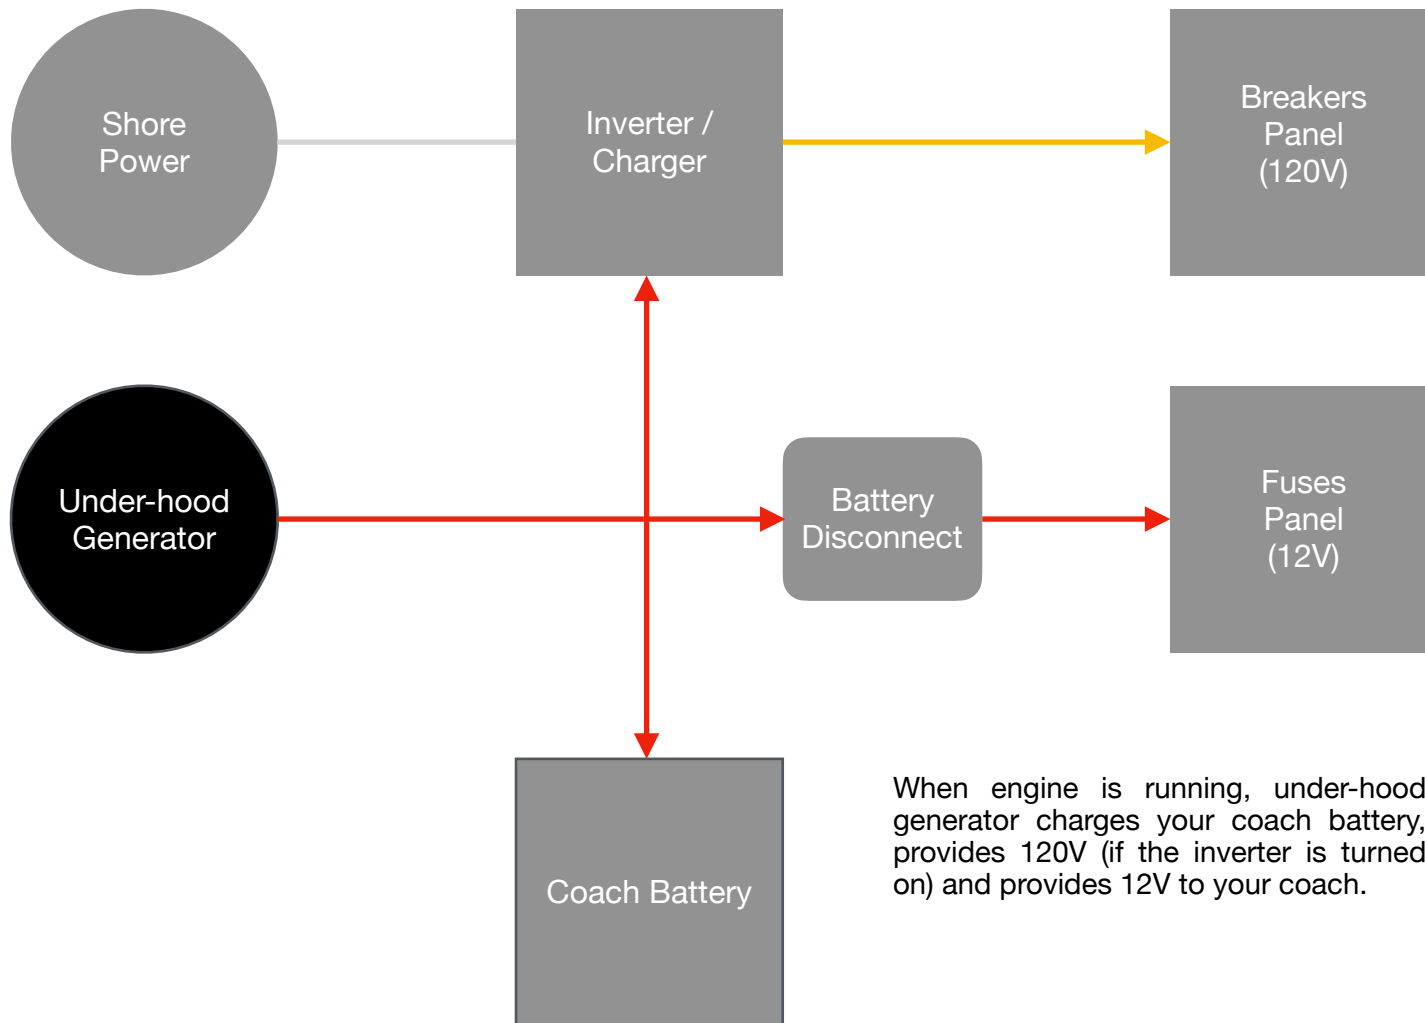 Shore
Power
Inverter /
Charger
Breakers
Panel
(120V)
Under-hood
Generator
Battery
Disconnect
Fuses
Panel
(12V)
Coach Battery
When engine is running, under-hood
generator charges your coach battery,
provides 120V (if the inverter is turned
on) and provides 12V to your coach.